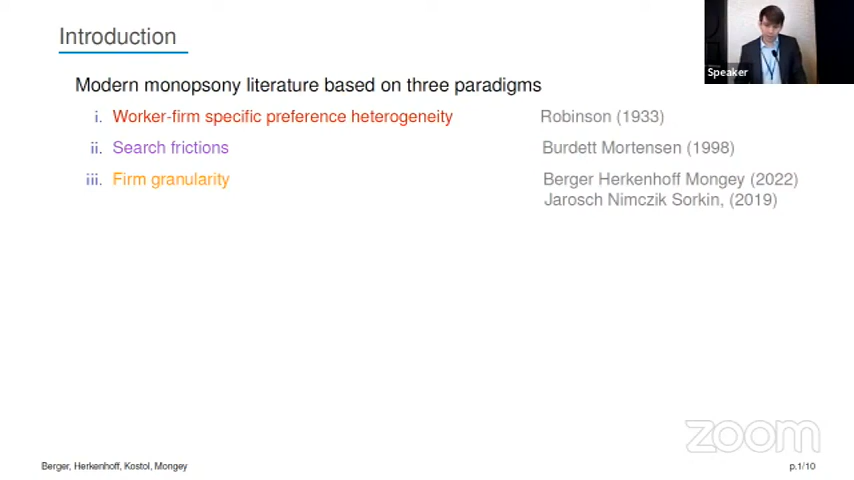 Introduction
Speaker
Modern monopsony literature based on three paradigms
i. Worker-firm specific preference heterogeneity Robinson (1933)
ii. Search frictions Burdett Mortensen (1998)
iii. Firm granularity Berger Herkenhoff Mongey (2022)
Jarosch Nimczik Sorkin, (2019)
zoom
Berger, Herkenhoff, Kostol, Mongey p.1/10